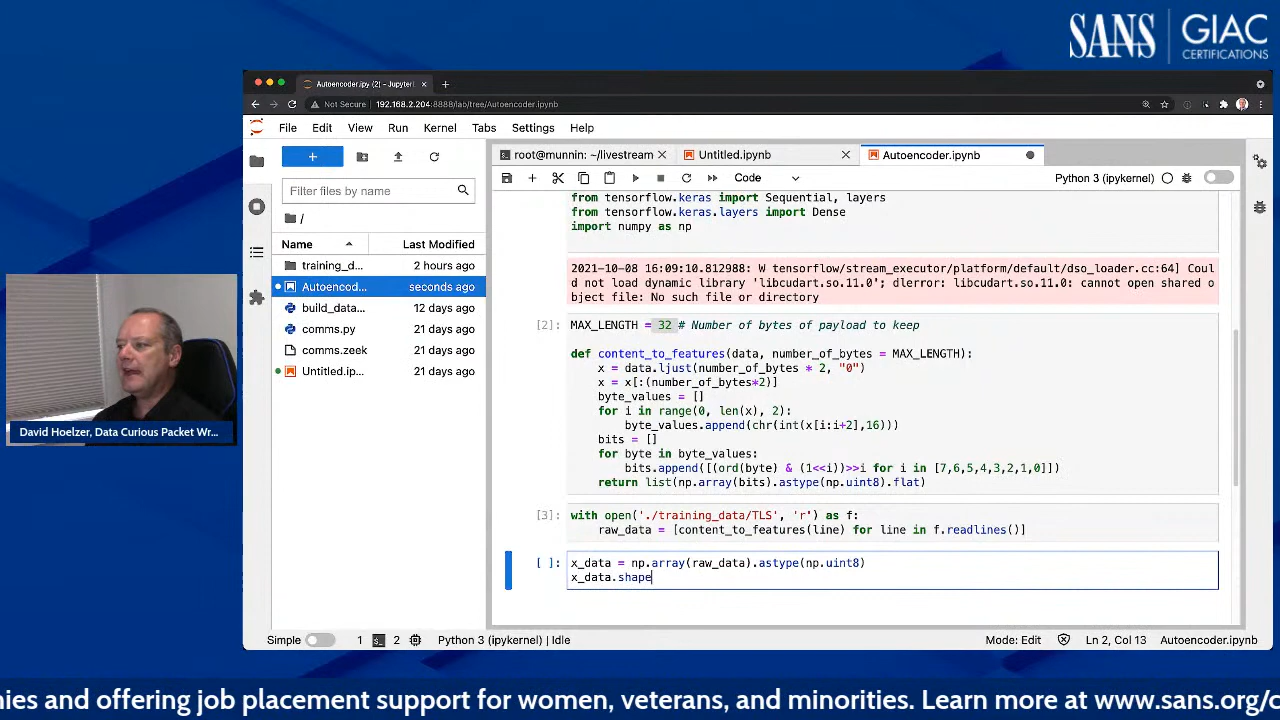 SANS GIAC
CERTIFICATIONS
Autoencoder.ipy (2) - Jupyterl
Not Secure 192.168.2.204:8888/lab/tree/Autoencoder.ipynb
File Edit View Run Kernel Tabs Settings Help
root@munnin: ~/livestream
Untitled.ipynb
Autoencoder.ipynb
Code
Python 3 (ipykernel)
Filter files by name
/
Name Last Modified
training_d... 2 hours ago
Autoencod... seconds ago
build_data... 12 days ago
comms.py 21 days ago
comms.zeek 21 days ago
Untitled.ip... 21 days ago
from tensorflow.keras import Sequential, layers
from tensorflow.keras.layers import Dense
import numpy as np
2021-10-08 16:09:10.812988: W tensorflow/stream_executor/platform/default/dso_loader.cc:64] Coul
d not load dynamic library 'libcudart.so.11.0'; dlerror: libcudart.so.11.0: cannot open shared o
bject file: No such file or directory
[2]: MAX_LENGTH = 32 # Number of bytes of payload to keep
def content_to_features(data, number_of_bytes = MAX_LENGTH):
x = data.ljust(number_of_bytes * 2, "0")
x = x[:(number_of_bytes*2)]
byte_values = []
for i in range(0, len(x), 2):
byte_values.append(chr(int(x[i:i+2],16)))
bits = []
for byte in byte_values:
bits.append([(ord(byte) & (1<<i))>>i for i in [7,6,5,4,3,2,1,0]])
return list(np.array(bits).astype(np.uint8).flat)
[3]: with open('./training_data/TLS', 'r') as f:
raw_data = [content_to_features(line) for line in f.readlines()]
[ ]: x_data = np.array(raw_data).astype(np.uint8)
x_data.shape
Simple 1 2 Python 3 (ipykernel) | Idle Mode: Edit Ln 2, Col 13 Autoencoder.ipynb
David Hoelzer, Data Curious Packet Wr...
nies and offering job placement support for women, veterans, and minorities. Learn more at www.sans.org/c